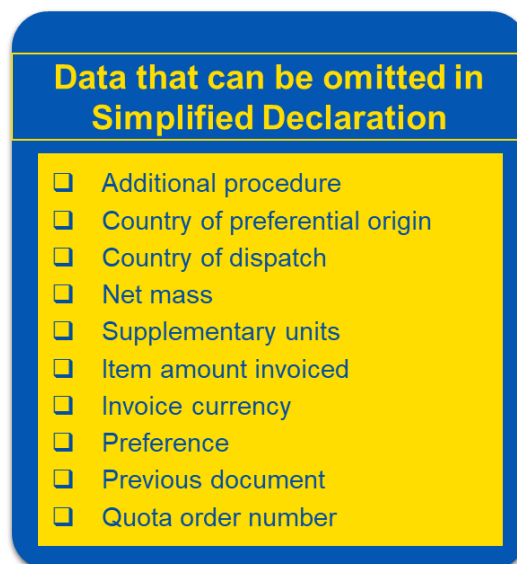 Data that can be omitted in
Simplified Declaration
❑ Additional procedure
❑ Country of preferential origin
❑ Country of dispatch
❑ Net mass
❑ Supplementary units
❑ Item amount invoiced
❑ Invoice currency
❑ Preference
❑ Previous document
❑ Quota order number